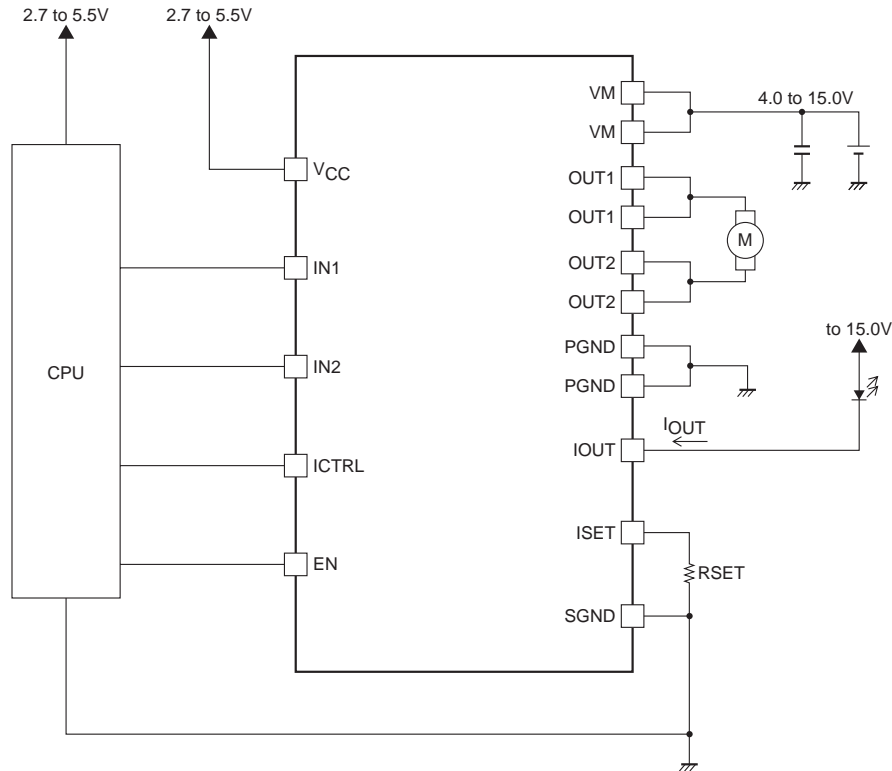 2.7 to 5.5V
2.7 to 5.5V
VM
4.0 to 15.0V
VM
VCC
OUT1
OUT1
M
IN1
OUT2
OUT2
to 15.0V
PGND
CPU
IN2
PGND
IOUT
IOUT
ICTRL
ISET
EN
RSET
SGND